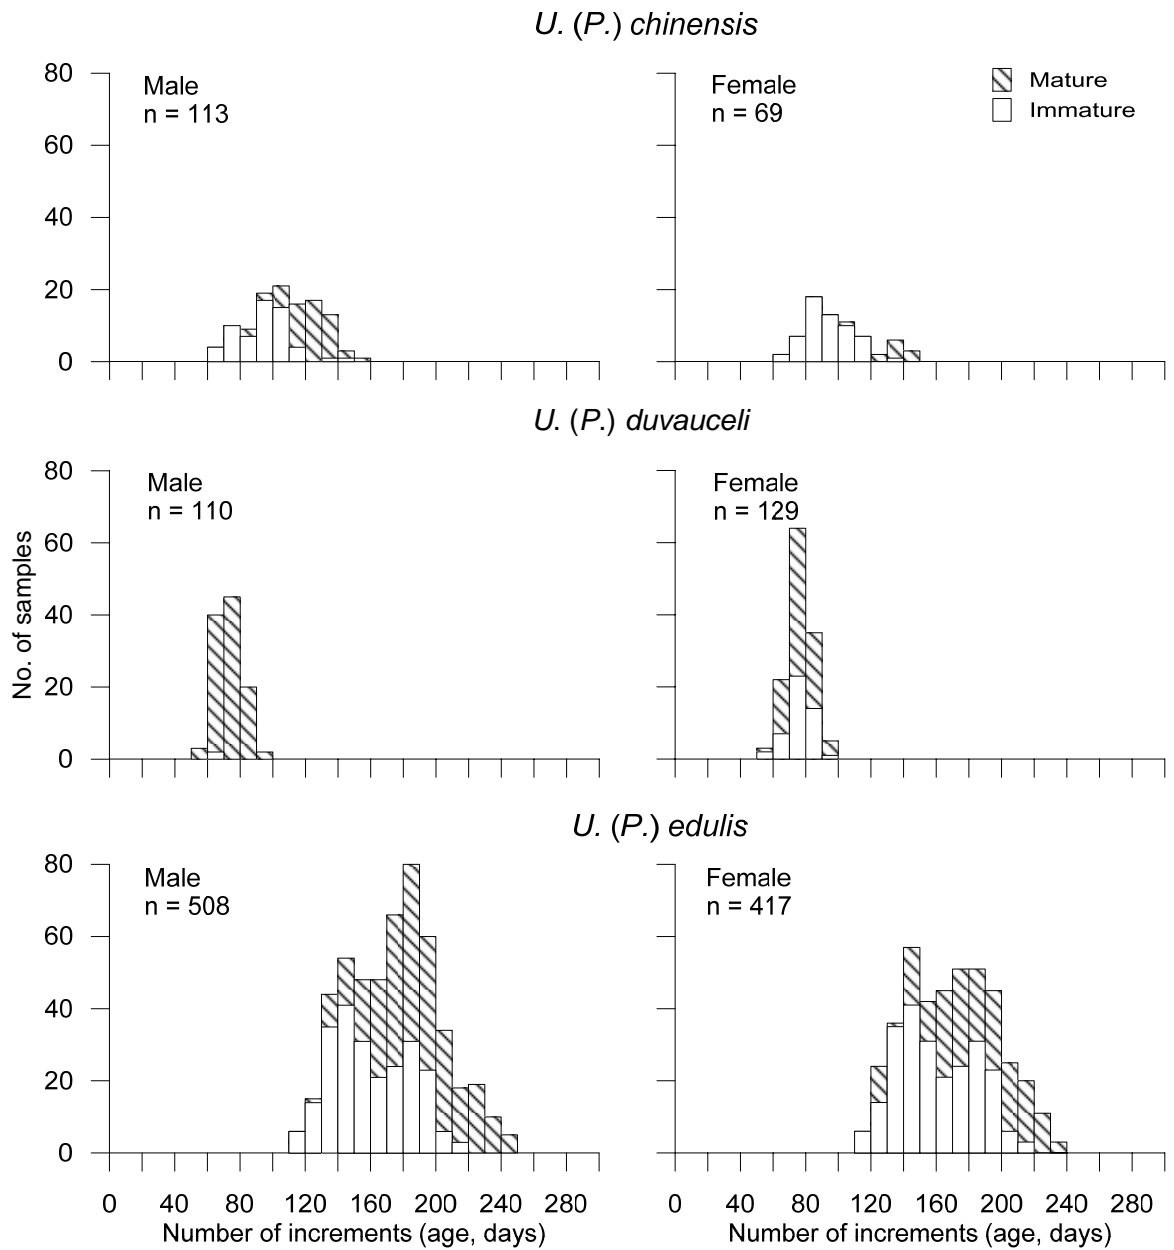 U. (P.) chinensis
80
60
40
20
0
Male
n = 113
Female
n = 69
Mature
Immature
U. (P.) duvauceli
No. of samples
80
60
40
20
0
Male
n = 110
Female
n = 129
U. (P.) edulis
80
60
40
20
0
Male
n = 508
Female
n = 417
0 40 80 120 160 200 240 280
Number of increments (age, days)
0 40 80 120 160 200 240 280
Number of increments (age, days)